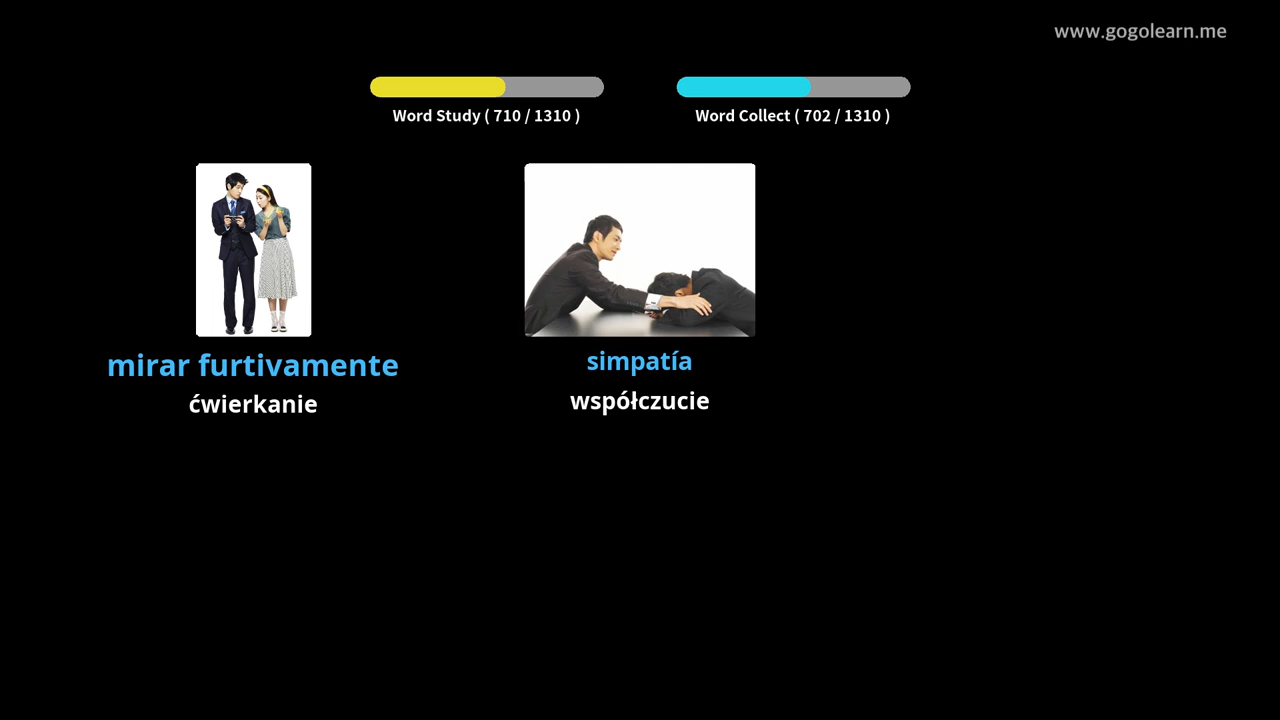 www.gogolearn.me
Word Study ( 710 / 1310 )
Word Collect ( 702 / 1310 )
mirar furtivamente
ćwierkanie
simpatía
współczucie